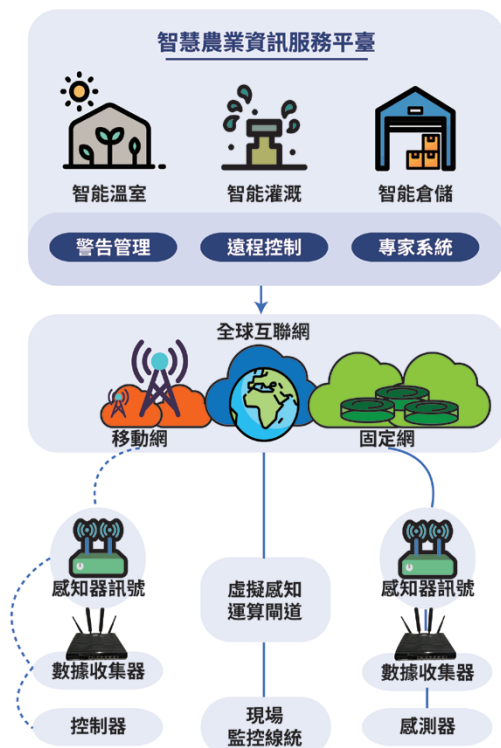 智慧農業資訊服務平臺
智能溫室
智能灌溉
智能倉儲
警告管理
遠程控制
專家系統
全球互聯網
移動網
固定網
感知器訊號
虛擬感知
運算閘道
感知器訊號
數據收集器
數據收集器
控制器
現場
監控線統
感測器